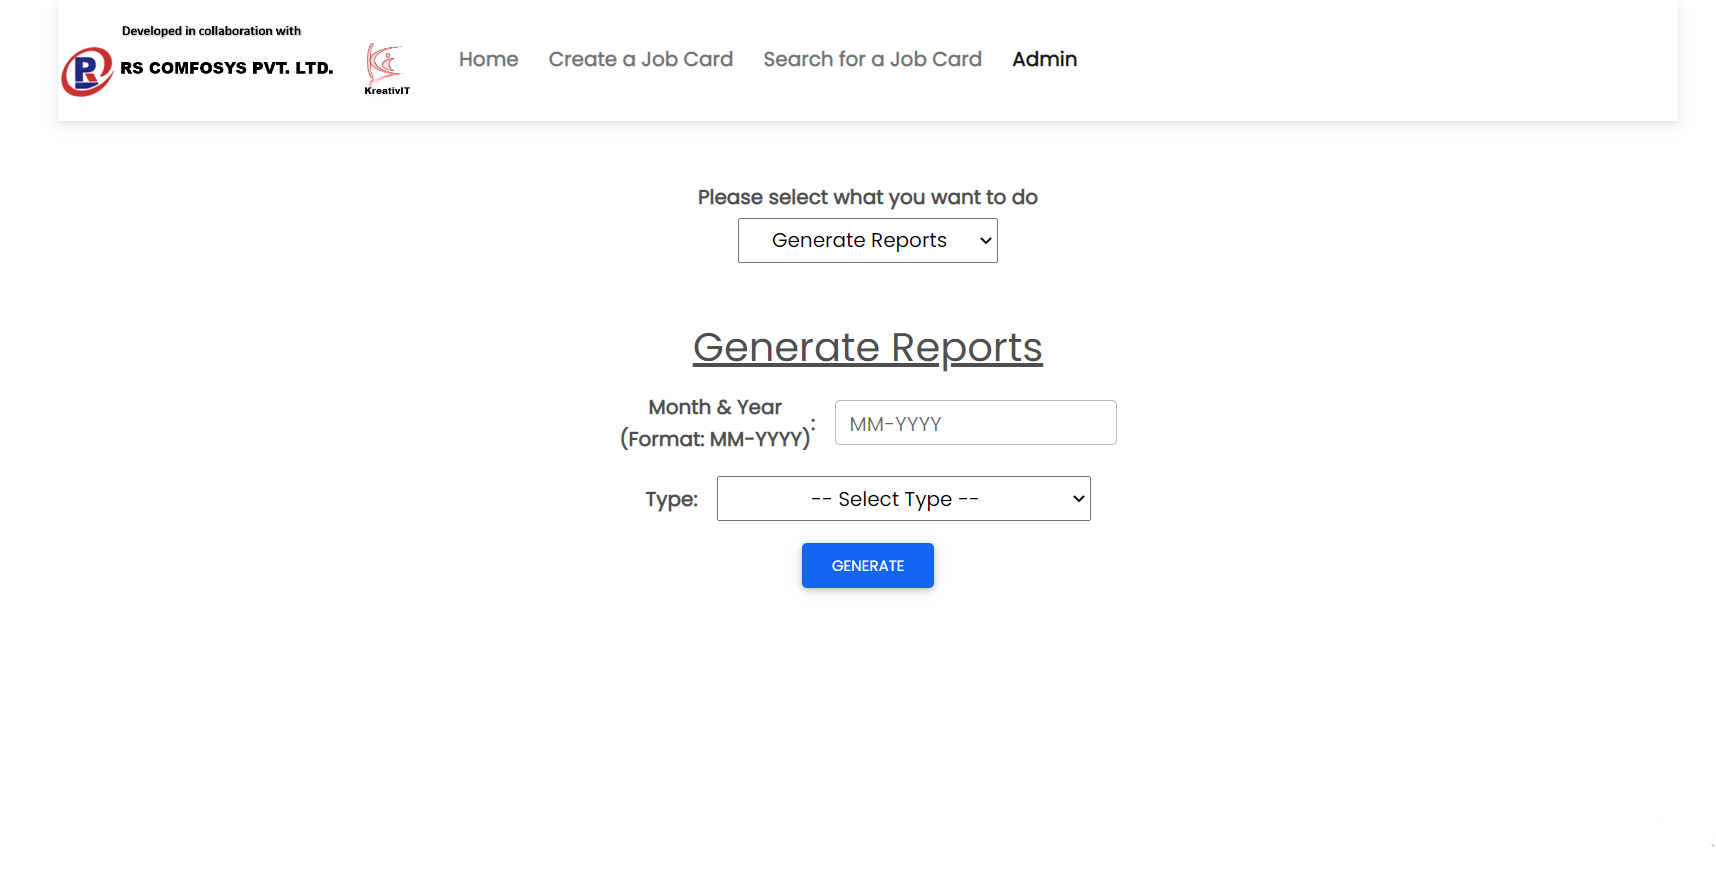 Developed in collaboration with
RS COMFOSYS PVT. LTD.
KreativIT
Home Create a Job Card Search for a Job Card Admin
Please select what you want to do
Generate Reports
Generate Reports
Month & Year
(Format: MM-YYYY) :
MM-YYYY
Type: -- Select Type --
GENERATE